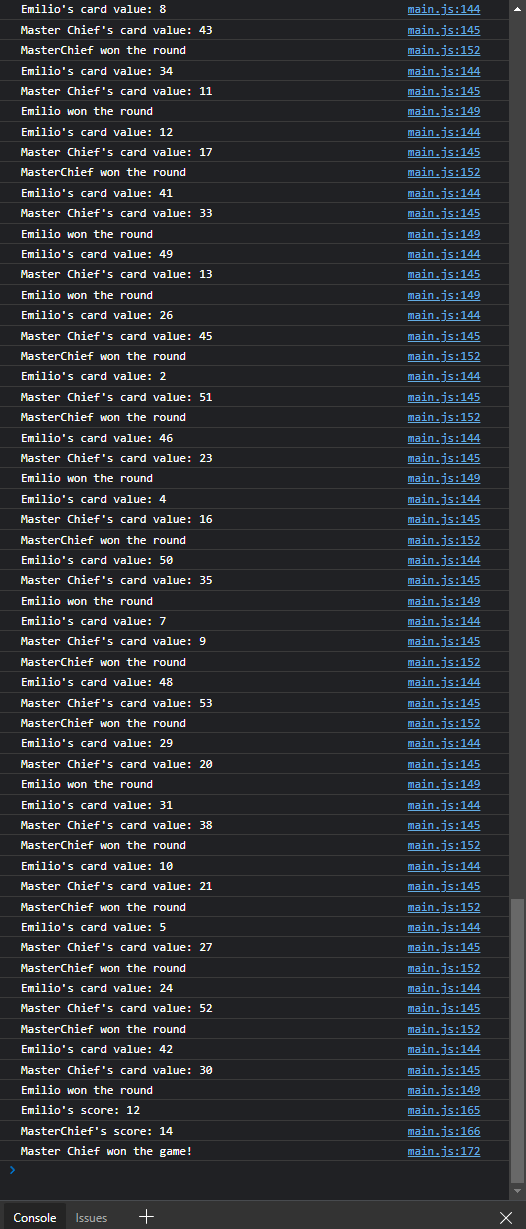 Emilio's card value: 8 main.js:144
Master Chief's card value: 43 main.js:145
MasterChief won the round main.js:152
Emilio's card value: 34 main.js:144
Master Chief's card value: 11 main.js:145
Emilio won the round main.js:149
Emilio's card value: 12 main.js:144
Master Chief's card value: 17 main.js:145
MasterChief won the round main.js:152
Emilio's card value: 41 main.js:144
Master Chief's card value: 33 main.js:145
Emilio won the round main.js:149
Emilio's card value: 49 main.js:144
Master Chief's card value: 13 main.js:145
Emilio won the round main.js:149
Emilio's card value: 26 main.js:144
Master Chief's card value: 45 main.js:145
MasterChief won the round main.js:152
Emilio's card value: 2 main.js:144
Master Chief's card value: 51 main.js:145
MasterChief won the round main.js:152
Emilio's card value: 46 main.js:144
Master Chief's card value: 23 main.js:145
Emilio won the round main.js:149
Emilio's card value: 4 main.js:144
Master Chief's card value: 16 main.js:145
MasterChief won the round main.js:152
Emilio's card value: 50 main.js:144
Master Chief's card value: 35 main.js:145
Emilio won the round main.js:149
Emilio's card value: 7 main.js:144
Master Chief's card value: 9 main.js:145
MasterChief won the round main.js:152
Emilio's card value: 48 main.js:144
Master Chief's card value: 53 main.js:145
MasterChief won the round main.js:152
Emilio's card value: 29 main.js:144
Master Chief's card value: 20 main.js:145
Emilio won the round main.js:149
Emilio's card value: 31 main.js:144
Master Chief's card value: 38 main.js:145
MasterChief won the round main.js:152
Emilio's card value: 10 main.js:144
Master Chief's card value: 21 main.js:145
MasterChief won the round main.js:152
Emilio's card value: 5 main.js:144
Master Chief's card value: 27 main.js:145
MasterChief won the round main.js:152
Emilio's card value: 24 main.js:144
Master Chief's card value: 52 main.js:145
MasterChief won the round main.js:152
Emilio's card value: 42 main.js:144
Master Chief's card value: 30 main.js:145
Emilio won the round main.js:149
Emilio's score: 12 main.js:165
MasterChief's score: 14 main.js:166
Master Chief won the game! main.js:172
Console Issues